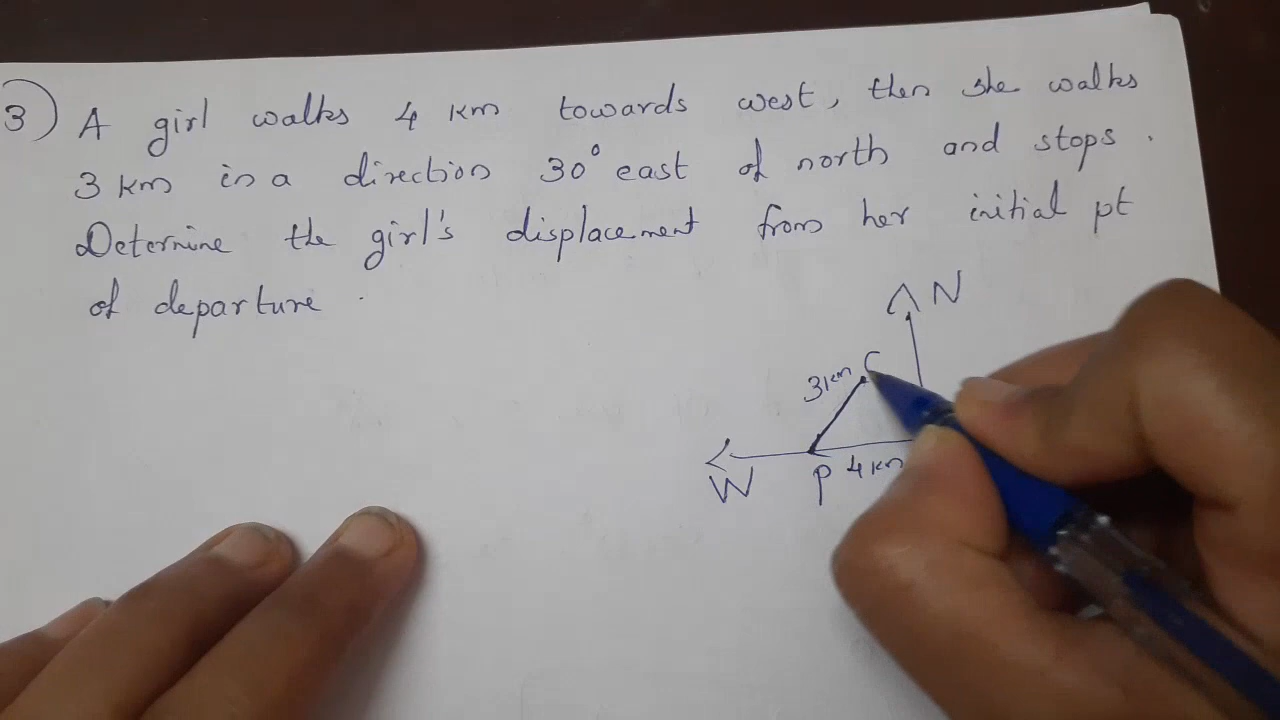 3) A girl walks 4 km towards west, then she walks
3 km in a direction 30° east of north and stops.
Determine the girl's displacement from her initial pt
of departure.
N
3km
W
P 4km